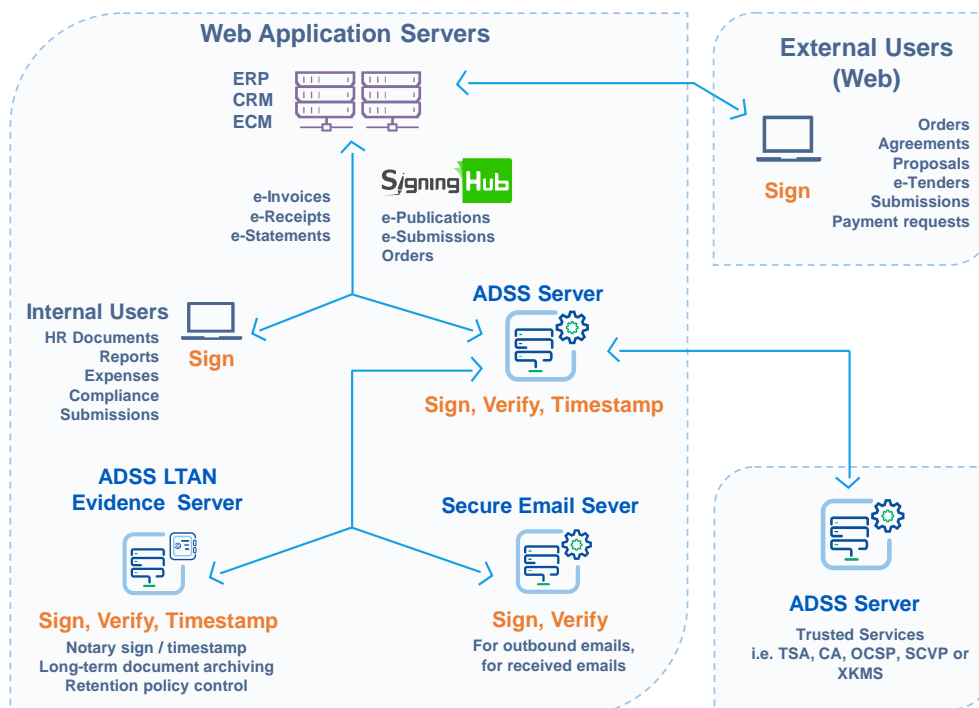 Web Application Servers
ERP
CRM
ECM
e-Invoices
e-Receipts
e-Statements
SigningHub
e-Publications
e-Submissions
Orders
External Users
(Web)
Sign
Orders
Agreements
Proposals
e-Tenders
Submissions
Payment requests
Internal Users
HR Documents
Reports
Expenses
Compliance
Submissions
Sign
ADSS Server
Sign, Verify, Timestamp
ADSS LTAN
Evidence Server
Sign, Verify, Timestamp
Notary sign / timestamp
Long-term document archiving
Retention policy control
Secure Email Sever
Sign, Verify
For outbound emails,
for received emails
ADSS Server
Trusted Services
i.e. TSA, CA, OCSP, SCVP or
XKMS